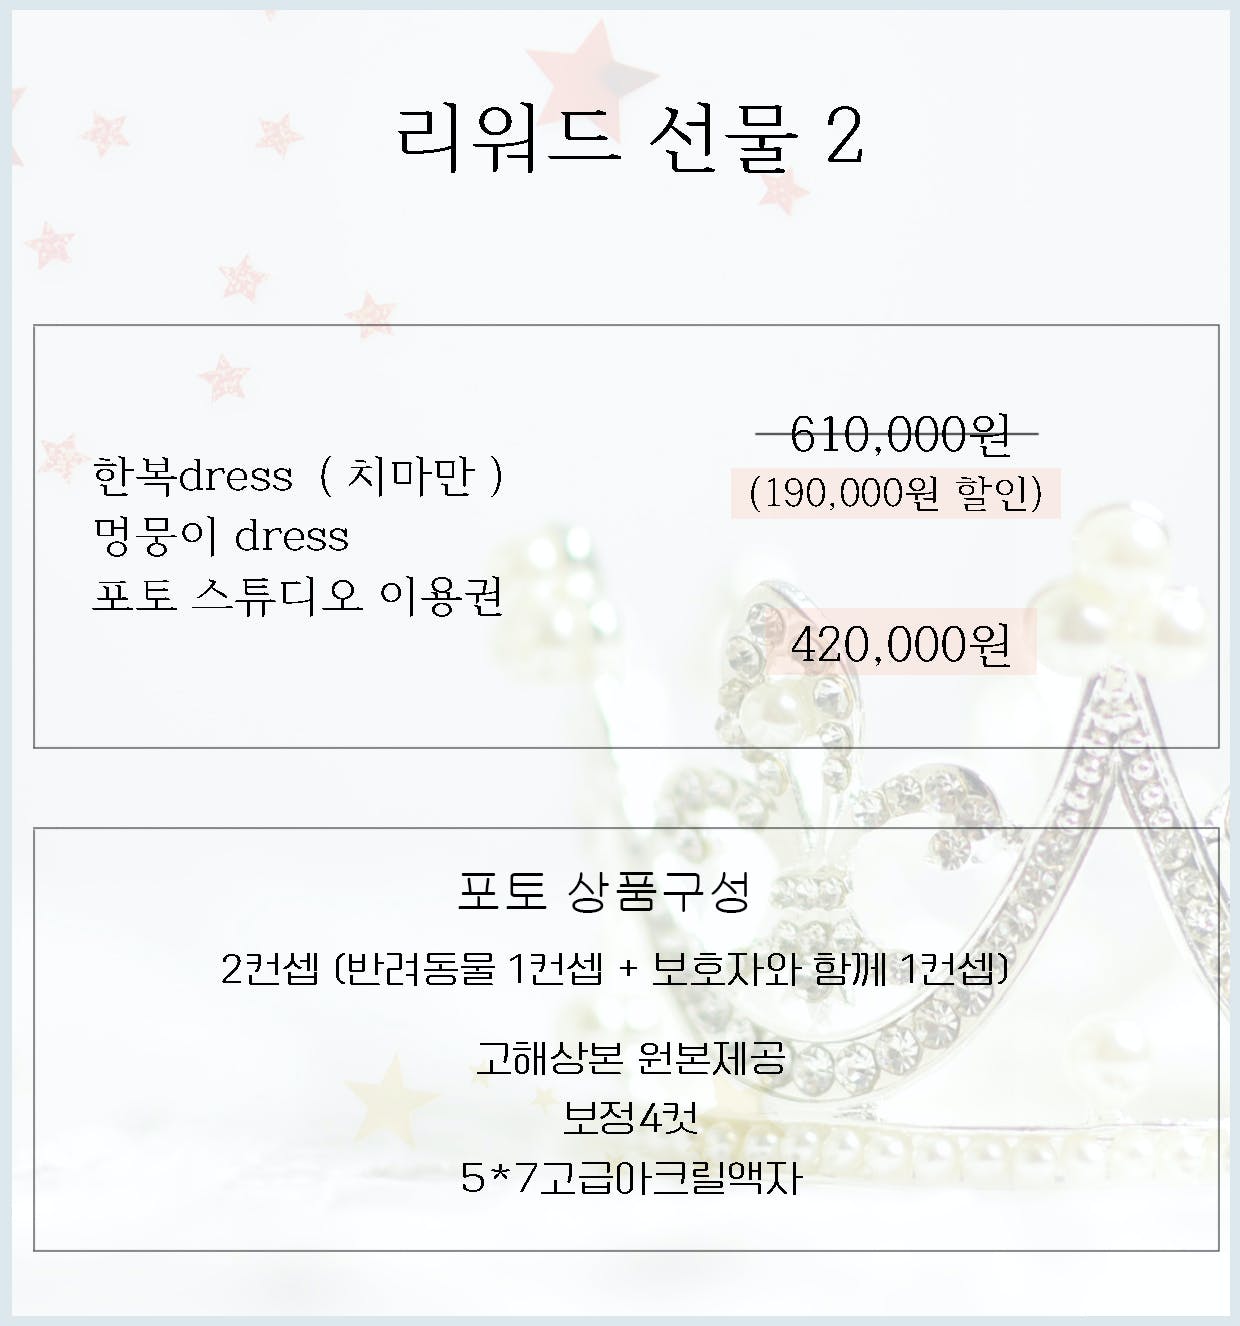 리워드 선물 2
한복dress ( 치마만 )
멍뭉이 dress
포토 스튜디오 이용권
610,000원
(190,000원 할인)
420,000원
포토 상품구성
2컨셉 (반려동물 1컨셉 + 보호자와 함께 1컨셉)
고해상본 원본제공
보정4컷
5*7고급아크릴액자